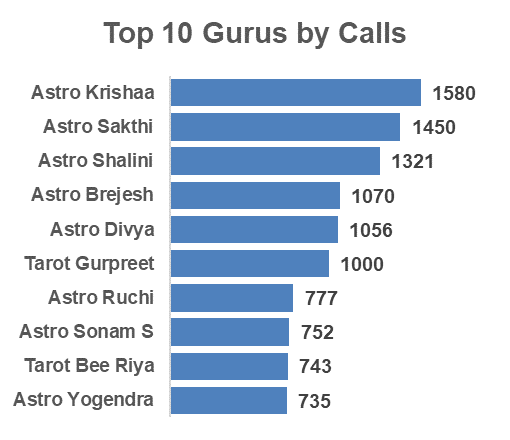 Top 10 Gurus by Calls
Astro Krishaa 1580
Astro Sakthi 1450
Astro Shalini 1321
Astro Brejesh 1070
Astro Divya 1056
Tarot Gurpreet 1000
Astro Ruchi 777
Astro Sonam S 752
Tarot Bee Riya 743
Astro Yogendra 735